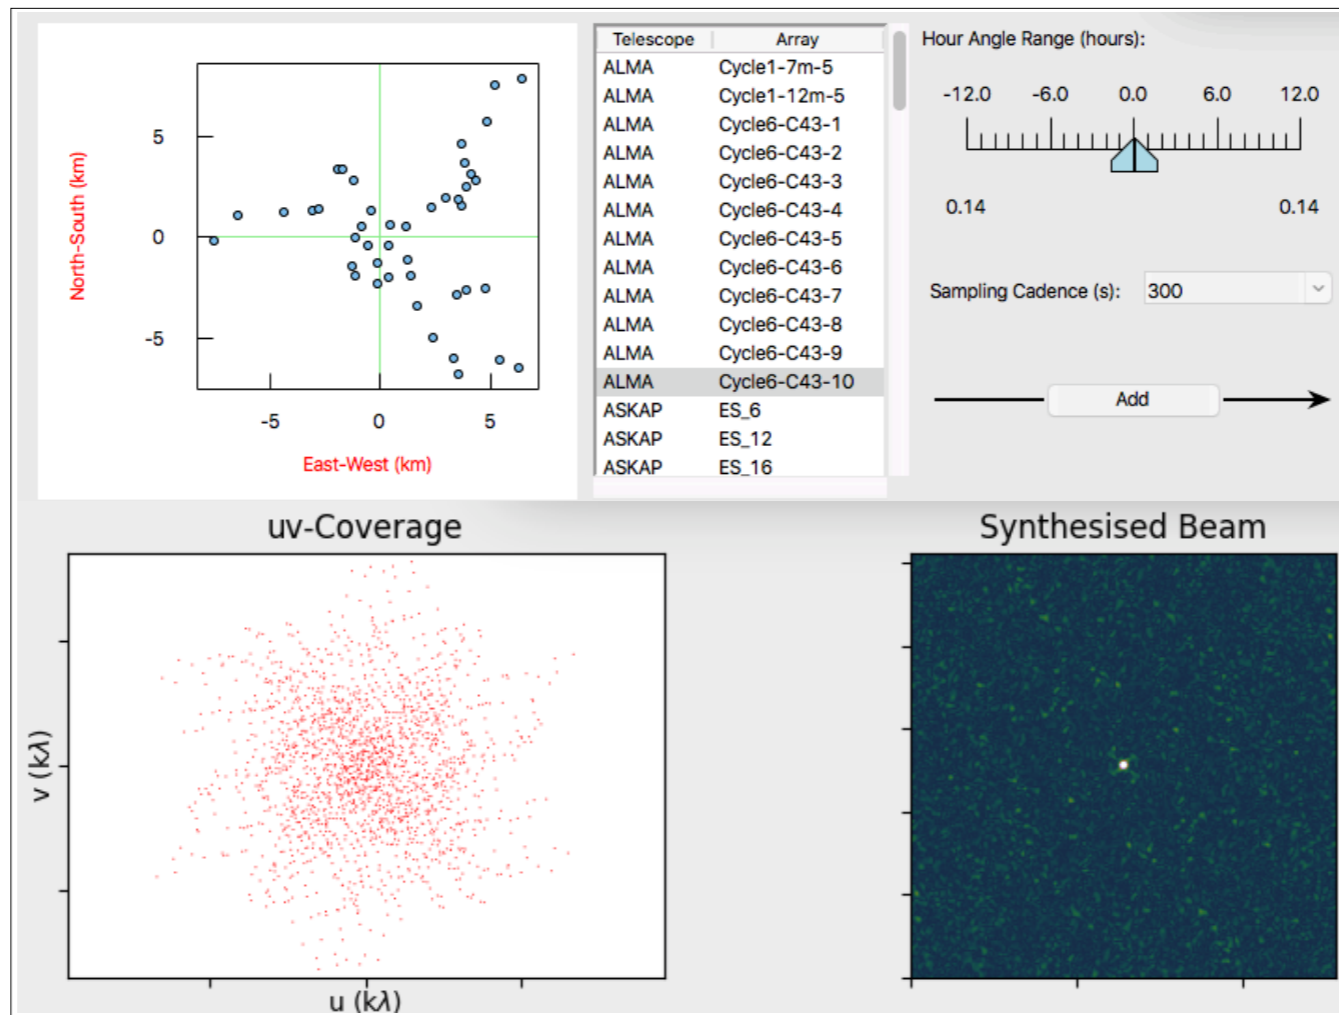 North-South (km)
5
0
-5
-5
0
5
East-West (km)
Telescope Array
ALMA Cycle1-7m-5
ALMA Cycle1-12m-5
ALMA Cycle6-C43-1
ALMA Cycle6-C43-2
ALMA Cycle6-C43-3
ALMA Cycle6-C43-4
ALMA Cycle6-C43-5
ALMA Cycle6-C43-6
ALMA Cycle6-C43-7
ALMA Cycle6-C43-8
ALMA Cycle6-C43-9
ALMA Cycle6-C43-10
ASKAP ES_6
ASKAP ES_12
ASKAP ES_16
Hour Angle Range (hours):
-12.0 -6.0 0.0 6.0 12.0
0.14 0.14
Sampling Cadence (s): 300
Add
uv-Coverage
v (kλ)
u (kλ)
Synthesised Beam